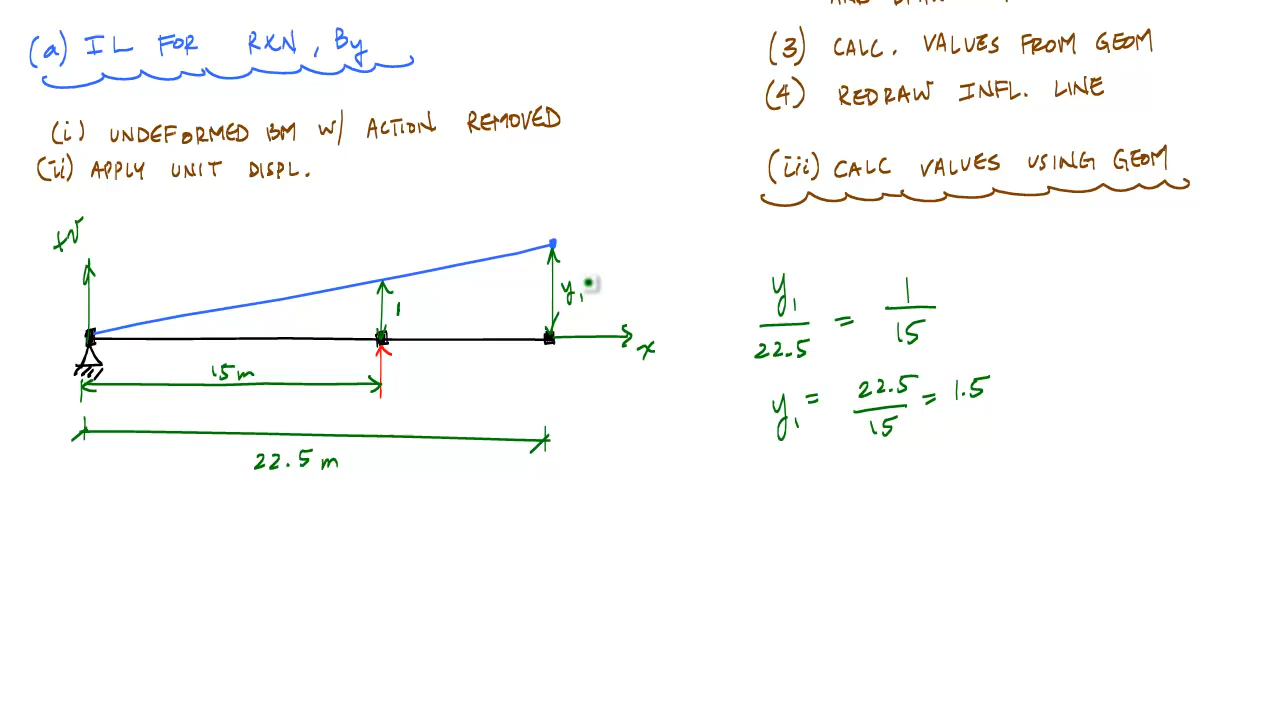 (a) IL FOR RXN, By
(i) UNDEFORMED BM W/ ACTION REMOVED
(ii) APPLY UNIT DISPL.
+v
1
y₁
x
15m
22.5m
(3) CALC. VALUES FROM GEOM
(4) REDRAW INFL. LINE
(iii) CALC VALUES USING GEOM
y₁/22.5 = 1/15
y₁ = 22.5/15 = 1.5